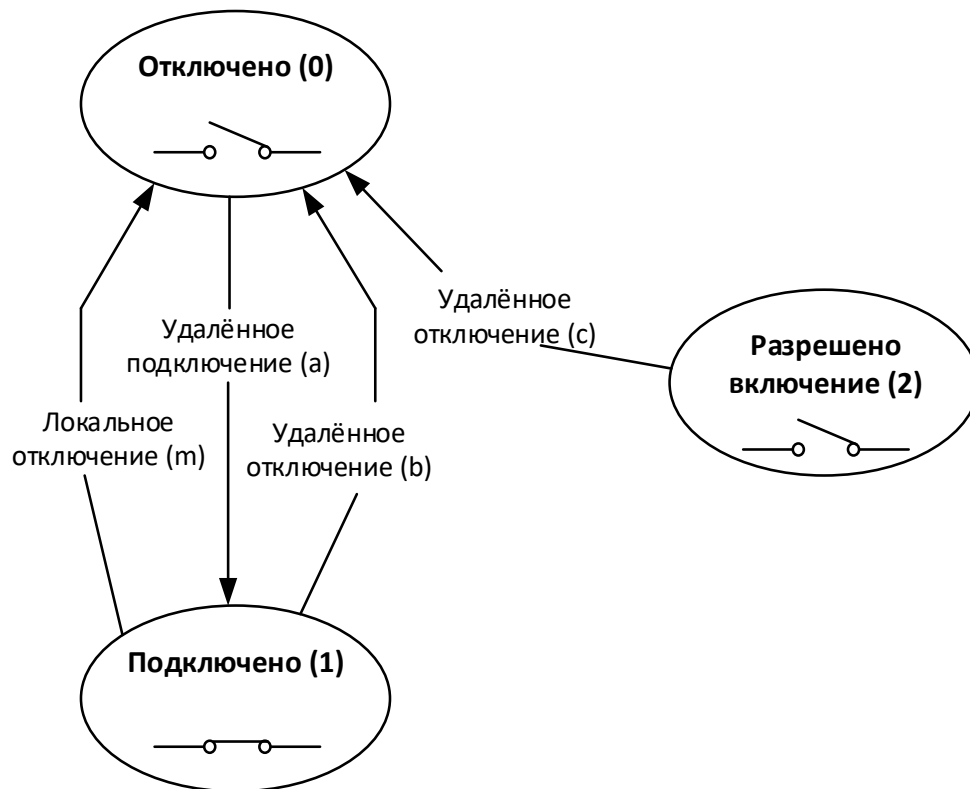 Отключено (0)
Удалённое
отключение (c)
Удалённое
подключение (a)
Разрешено
включение (2)
Локальное
отключение (m)
Удалённое
отключение (b)
Подключено (1)